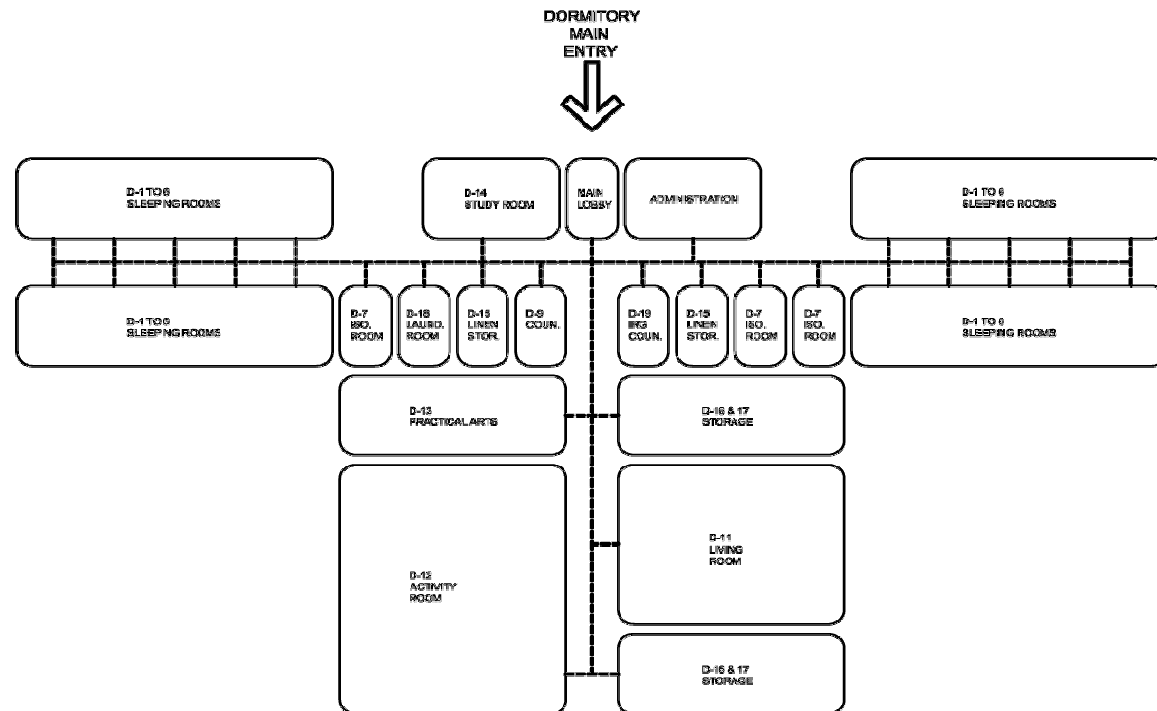 DORMITORY
MAIN
ENTRY
D-1 TO 6
SLEEPING ROOMS
D-14
STUDY ROOM
MAIN
LOBBY
ADMINISTRATION
D-1 TO 6
SLEEPING ROOMS
D-1 TO 6
SLEEPING ROOMS
D-7
ISO.
ROOM
D-18
LAUND.
ROOM
D-15
LINEN
STOR.
D-9
COUN.
D-19
BIG
COUN.
D-15
LINEN
STOR.
D-7
ISO.
ROOM
D-7
ISO.
ROOM
D-1 TO 6
SLEEPING ROOMS
D-13
PRACTICAL ARTS
D-16 & 17
STORAGE
D-12
ACTIVITY
ROOM
D-11
LIVING
ROOM
D-16 & 17
STORAGE